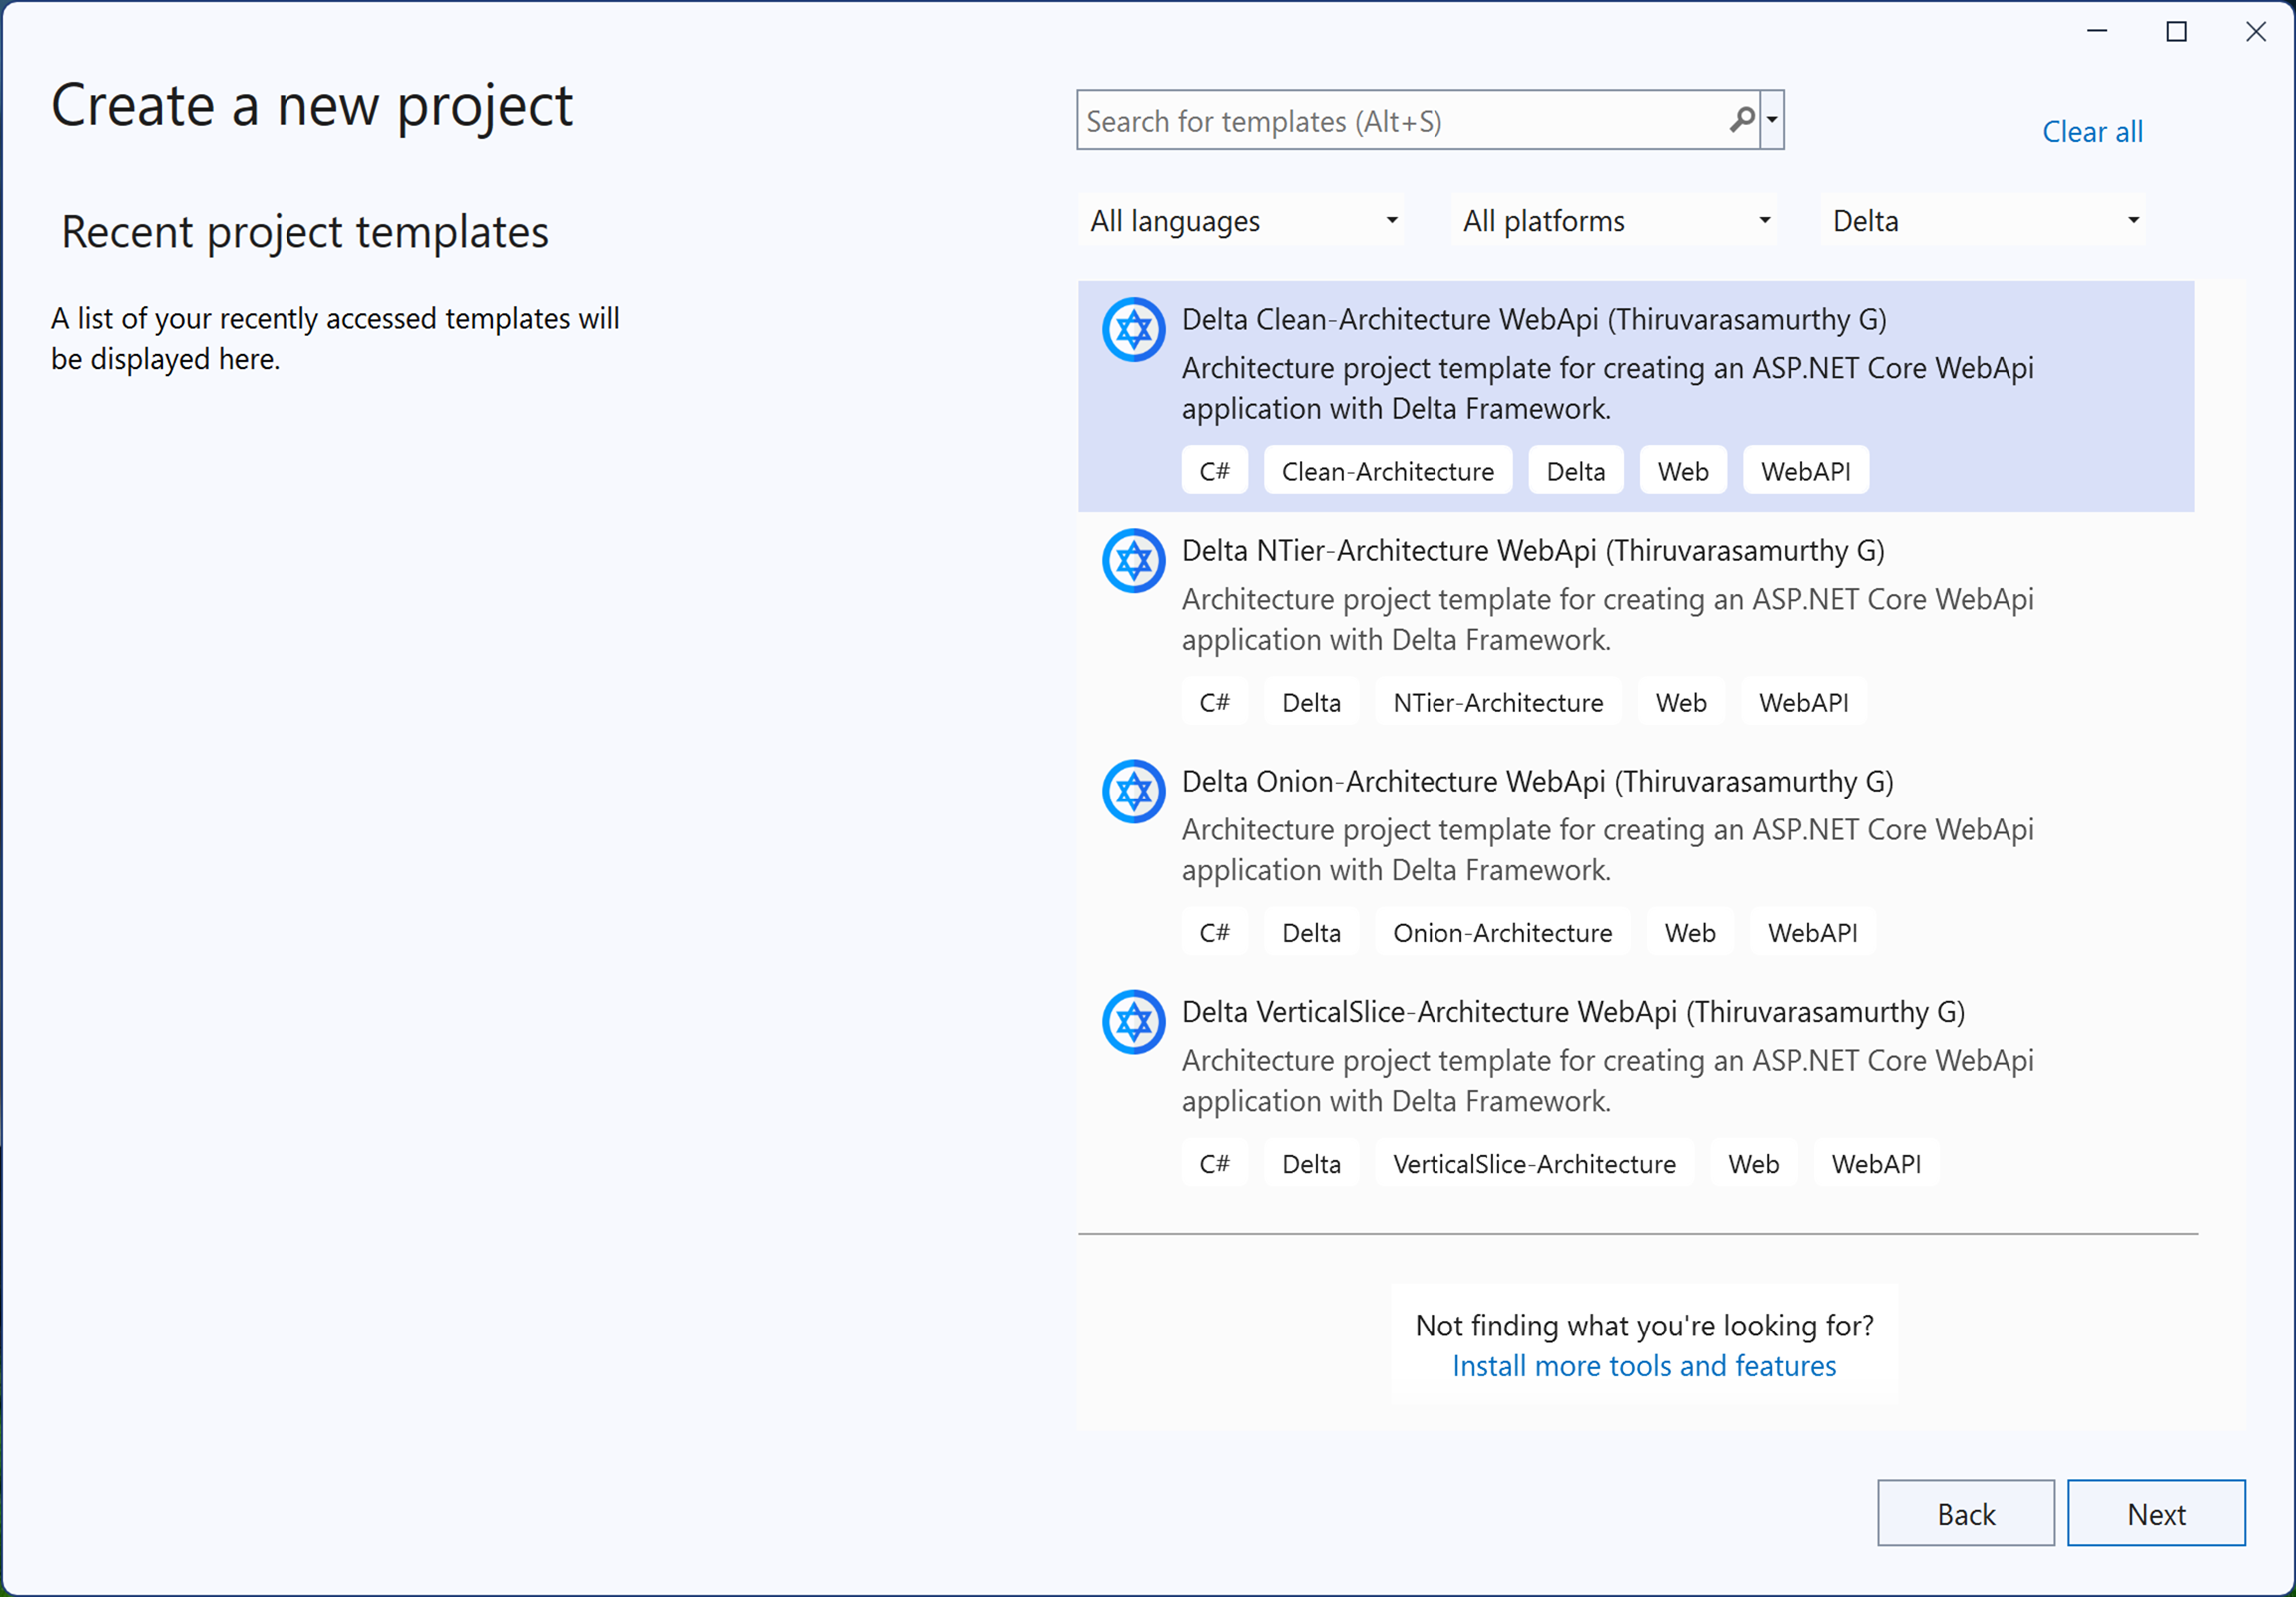 Create a new project
Search for templates (Alt+S)
Clear all
Recent project templates
All languages
All platforms
Delta
A list of your recently accessed templates will
be displayed here.
Delta Clean-Architecture WebApi (Thiruvarasamurthy G)
Architecture project template for creating an ASP.NET Core WebApi
application with Delta Framework.
C# Clean-Architecture Delta Web WebAPI
Delta NTier-Architecture WebApi (Thiruvarasamurthy G)
Architecture project template for creating an ASP.NET Core WebApi
application with Delta Framework.
C# Delta NTier-Architecture Web WebAPI
Delta Onion-Architecture WebApi (Thiruvarasamurthy G)
Architecture project template for creating an ASP.NET Core WebApi
application with Delta Framework.
C# Delta Onion-Architecture Web WebAPI
Delta VerticalSlice-Architecture WebApi (Thiruvarasamurthy G)
Architecture project template for creating an ASP.NET Core WebApi
application with Delta Framework.
C# Delta VerticalSlice-Architecture Web WebAPI
Not finding what you're looking for?
Install more tools and features
Back
Next